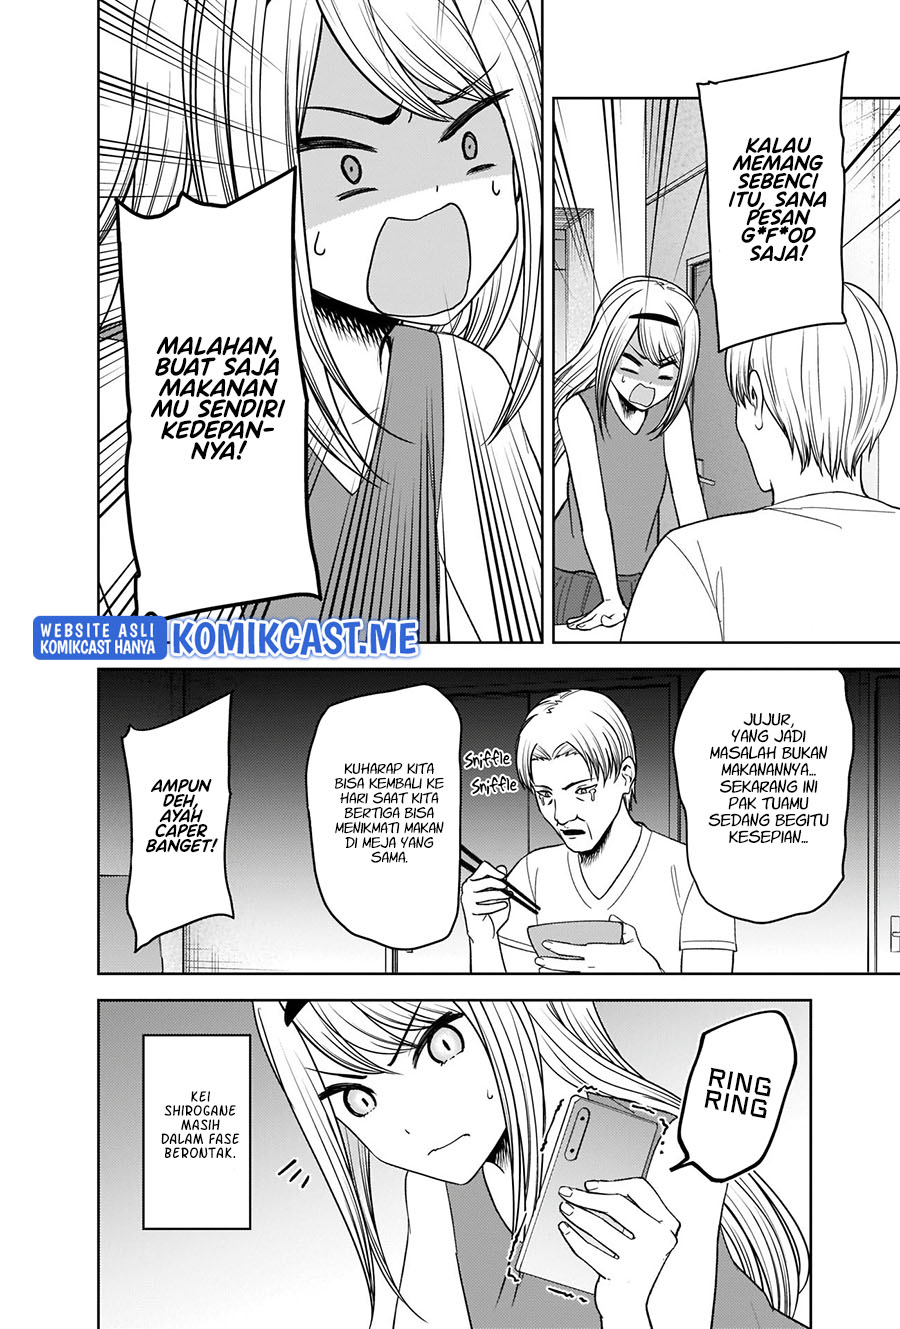 KALAU
MEMANG
SEBENCI
ITU, SANA
PESAN
G*F*OD
SAJA!
MALAHAN,
BUAT SAJA
MAKANAN
MU SENDIRI
KEDEPAN-
NYA!
WEBSITE ASLI
KOMIKCAST HANYA
KOMIKCAST.ME
JUJUR,
YANG JADI
MASALAH BUKAN
MAKANANNYA...
SEKARANG INI
PAK TUAMU
SEDANG BEGITU
KESEPIAN...
Sniffle
Sniffle
KUHARAP KITA
BISA KEMBALI KE
HARI SAAT KITA
BERTIGA BISA
MENIKMATI MAKAN
DI MEJA YANG
SAMA.
AMPUN
DEH,
AYAH
CAPER
BANGET!
RING
RING
KEI
SHIROGANE
MASIH
DALAM FASE
BERONTAK.